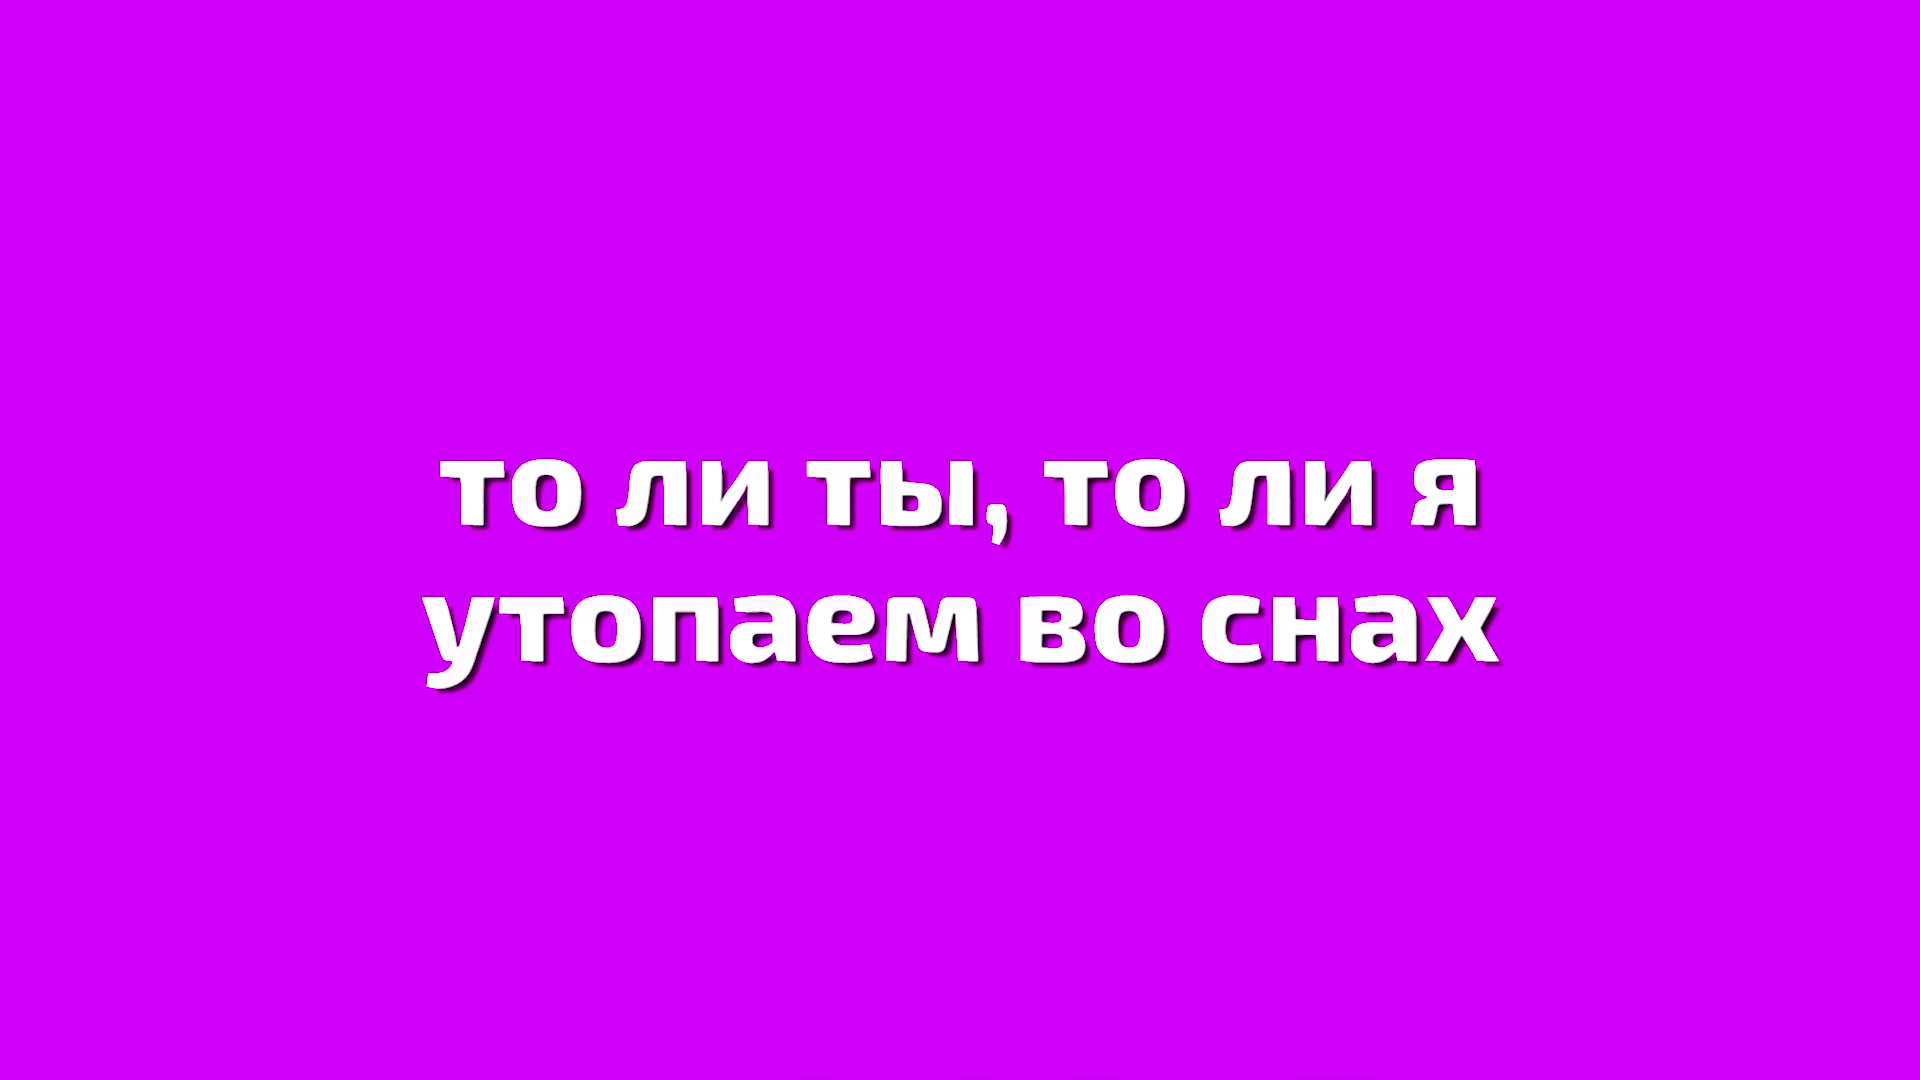 то ли ты, то ли я
утопаем во снах